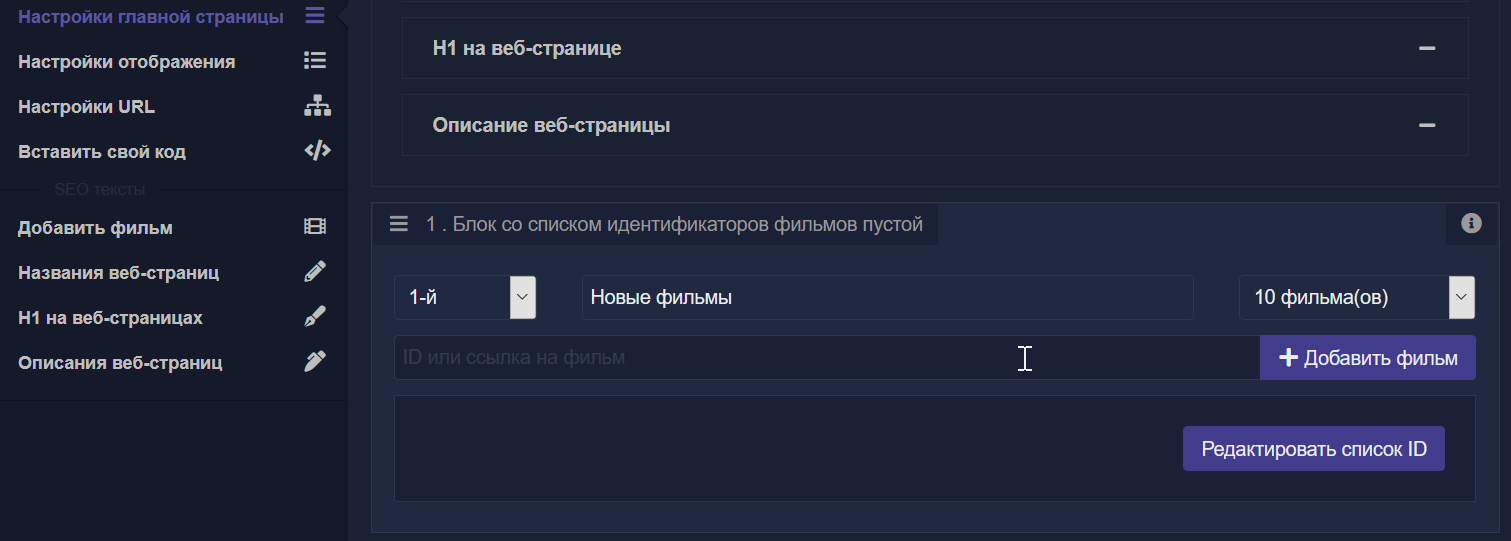 Настройки главной страницы
Настройки отображения
Настройки URL
Вставить свой код
SEO тексты
Добавить фильм
Названия веб-страниц
H1 на веб-страницах
Описания веб-страниц
H1 на веб-странице
Описание веб-страницы
1 . Блок со списком идентификаторов фильмов пустой
1-й
Новые фильмы
10 фильма(ов)
ID или ссылка на фильм
Добавить фильм
Редактировать список ID